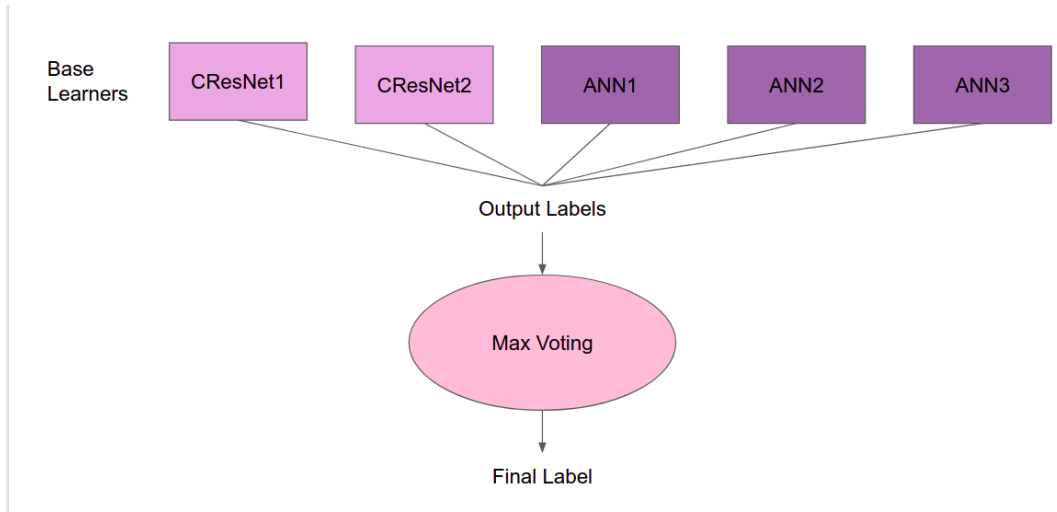 Base
Learners
CResNet1
CResNet2
ANN1
ANN2
ANN3
Output Labels
Max Voting
Final Label